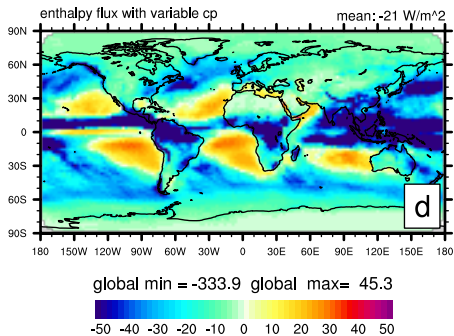 enthalpy flux with variable cp mean: -21 W/m^2
90N
60N
30N
0
30S
60S
90S
d
180 150W 120W 90W 60W 30W 0 30E 60E 90E 120E 150E 180
global min = -333.9 global max= 45.3
-50 -40 -30 -20 -10 0 10 20 30 40 50